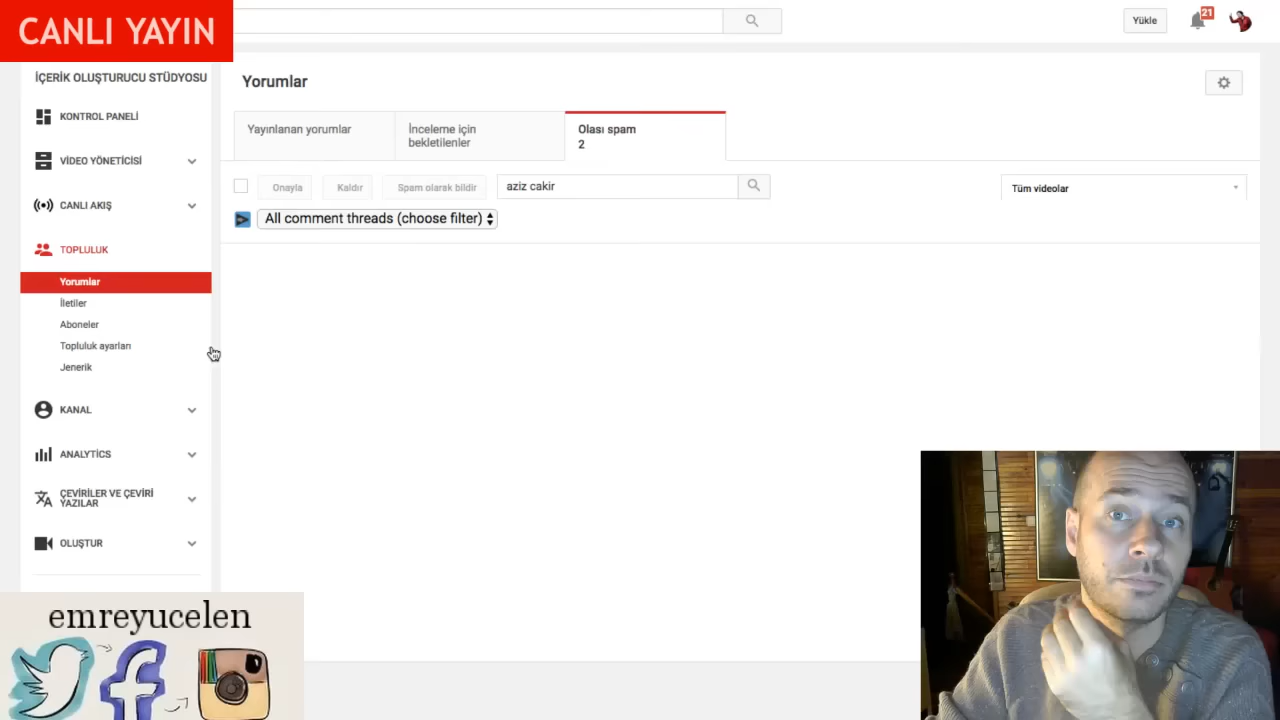 CANLI YAYIN
Yükle
21
İÇERİK OLUŞTURUCU STÜDYOSU
KONTROL PANELİ
VİDEO YÖNETİCİSİ
CANLI AKIŞ
TOPLULUK
Yorumlar
İletiler
Aboneler
Topluluk ayarları
Jenerik
KANAL
ANALYTICS
ÇEVİRİLER VE ÇEVİRİ
YAZILAR
OLUŞTUR
Yorumlar
Yayınlanan yorumlar
İnceleme için
bekletilenler
Olası spam
2
Onayla
Kaldır
Spam olarak bildir
aziz cakir
Tüm videolar
All comment threads (choose filter)
emreyucelen